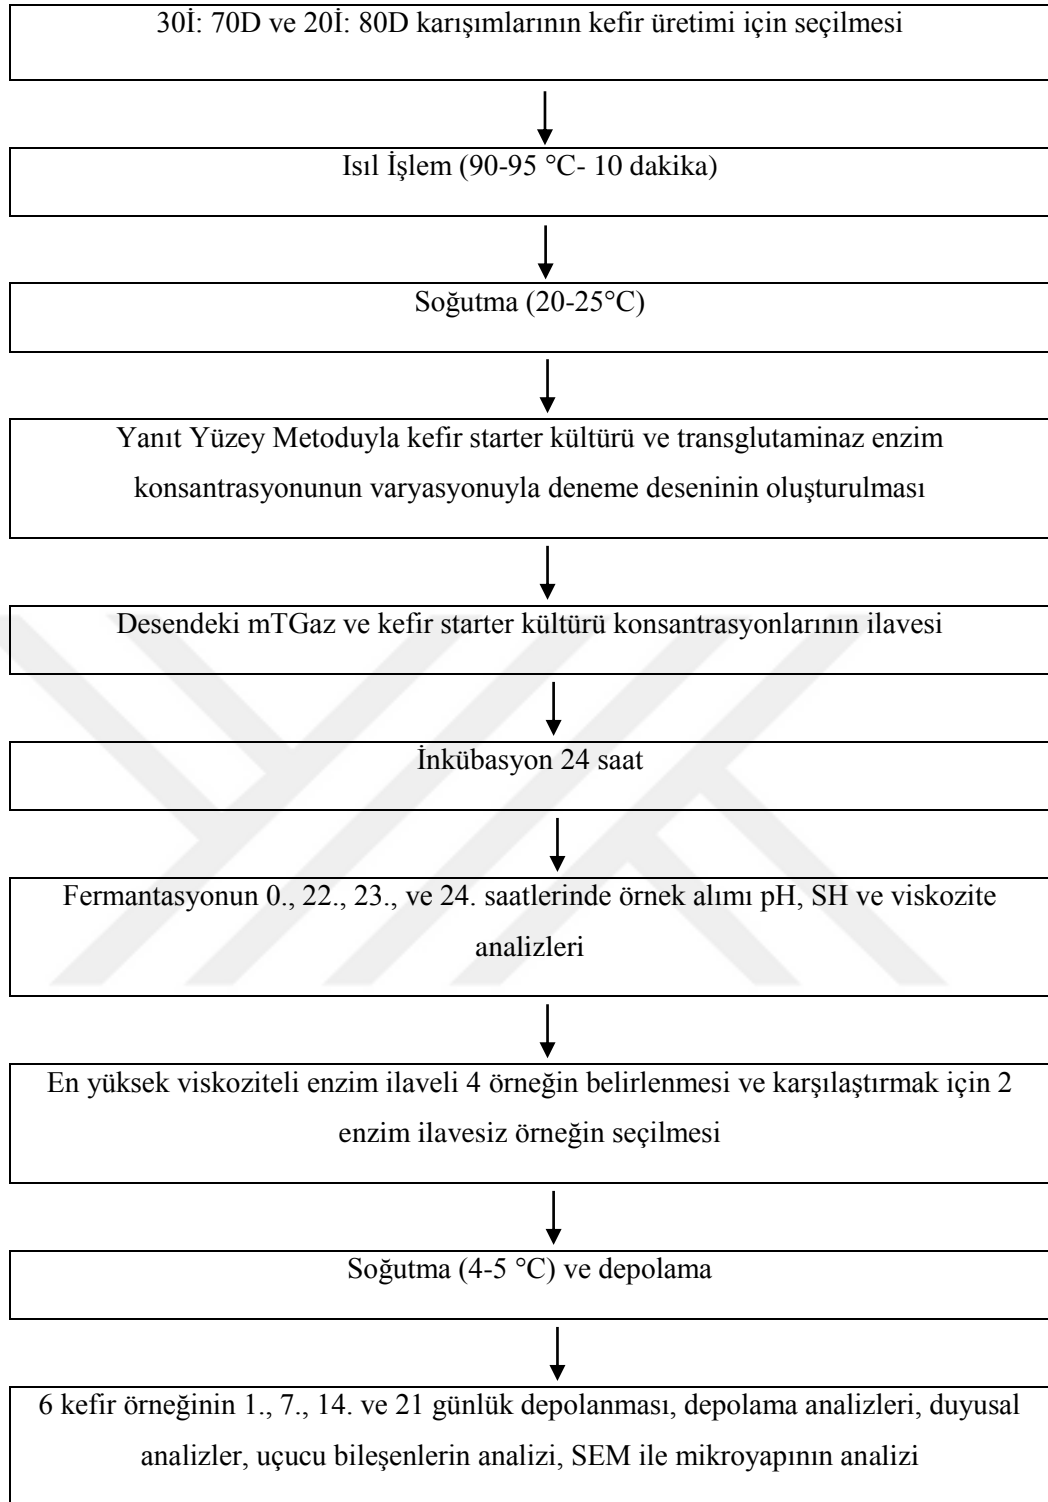 30İ: 70D ve 20İ: 80D karışımlarının kefir üretimi için seçilmesi
Isıl İşlem (90-95 °C- 10 dakika)
Soğutma (20-25°C)
Yanıt Yüzey Metoduyla kefir starter kültürü ve transglutaminaz enzim
konsantrasyonunun varyasyonuyla deneme deseninin oluşturulması
Desendeki mTGaz ve kefir starter kültürü konsantrasyonlarının ilavesi
İnkübasyon 24 saat
Fermantasyonun 0., 22., 23., ve 24. saatlerinde örnek alımı pH, SH ve viskozite
analizleri
En yüksek viskoziteli enzim ilaveli 4 örneğin belirlenmesi ve karşılaştırmak için 2
enzim ilavesiz örneğin seçilmesi
Soğutma (4-5 °C) ve depolama
6 kefir örneğinin 1., 7., 14. ve 21 günlük depolanması, depolama analizleri, duyusal
analizler, uçucu bileşenlerin analizi, SEM ile mikroyapının analizi